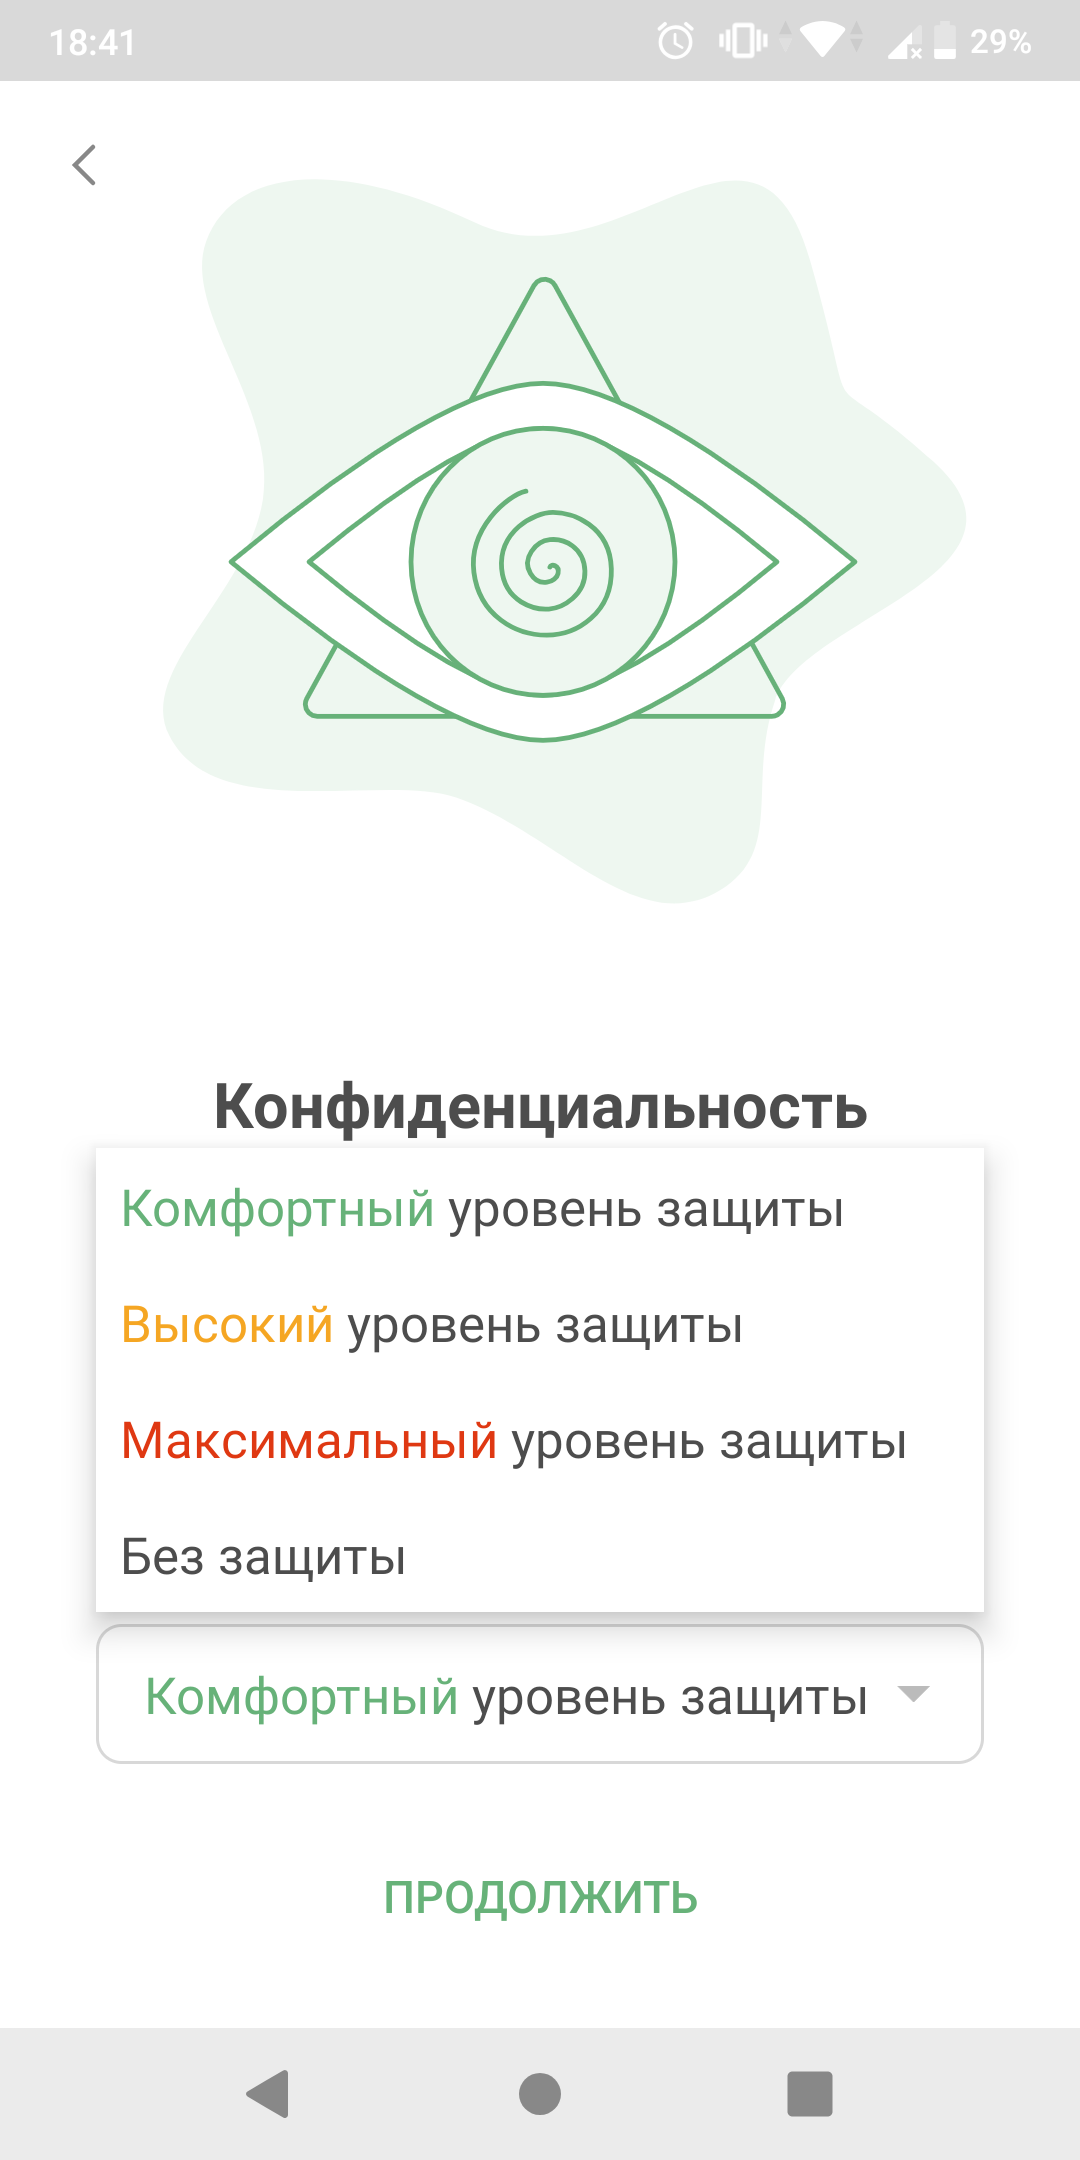 18:41
29%
Конфиденциальность
Комфортный уровень защиты
Высокий уровень защиты
Максимальный уровень защиты
Без защиты
Комфортный уровень защиты
ПРОДОЛЖИТЬ